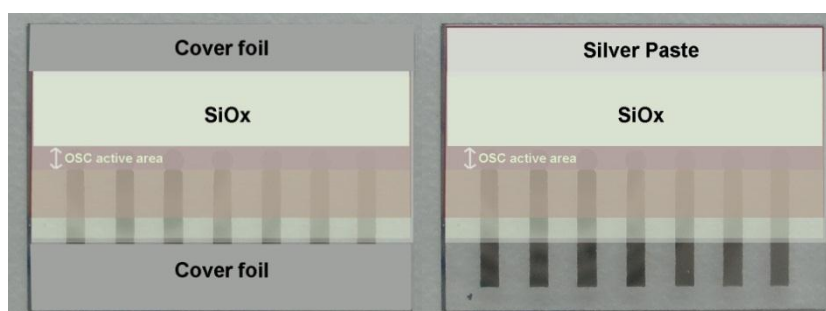 Cover foil
SiOx
OSC active area
Cover foil
Silver Paste
SiOx
OSC active area